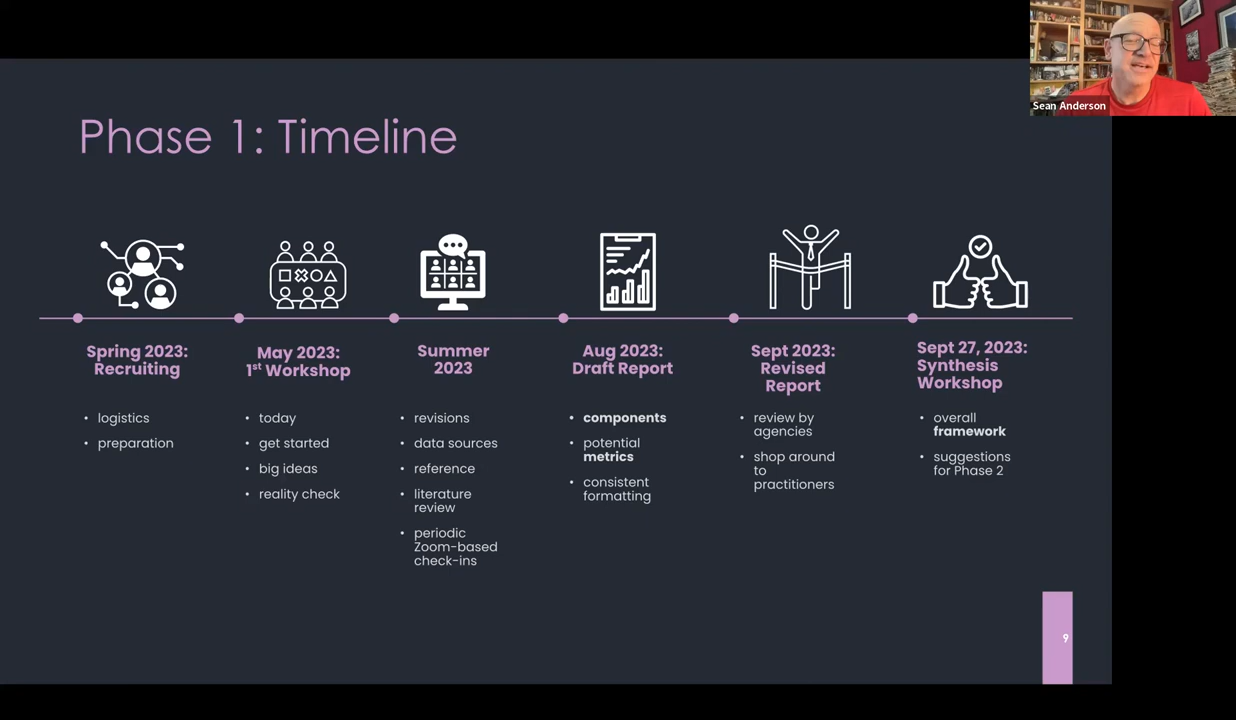 Sean Anderson
Phase 1: Timeline
Spring 2023:
Recruiting
• logistics
• preparation
May 2023:
1st Workshop
• today
• get started
• big ideas
• reality check
Summer
2023
• revisions
• data sources
• reference
• literature
review
• periodic
Zoom-based
check-ins
Aug 2023:
Draft Report
• components
• potential
metrics
• consistent
formatting
Sept 2023:
Revised
Report
• review by
agencies
• shop around
to
practitioners
Sept 27, 2023:
Synthesis
Workshop
• overall
framework
• suggestions
for Phase 2
9